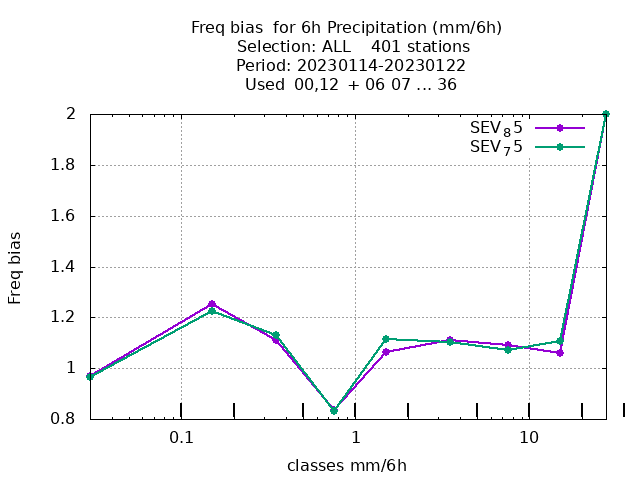 Freq bias  for 6h Precipitation (mm/6h)
Selection: ALL    401 stations
Period: 20230114-20230122
Used  00,12  + 06 07 ... 36
SEV₈5
SEV₇5
2
1.8
1.6
1.4
1.2
1
0.8
Freq bias
0.1
1
10
classes mm/6h